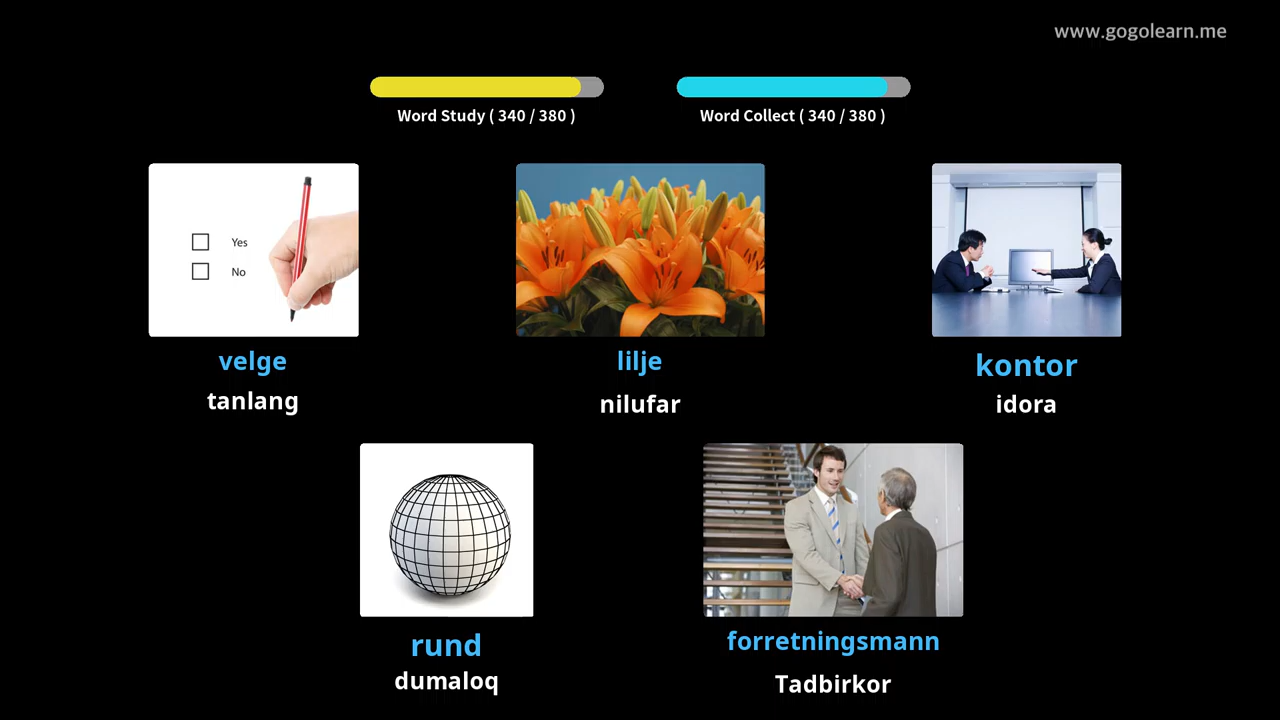 www.gogolearn.me
Word Study ( 340 / 380 )
Word Collect ( 340 / 380 )
Yes
No
velge
tanlang
lilje
nilufar
kontor
idora
rund
dumaloq
forretningsmann
Tadbirkor